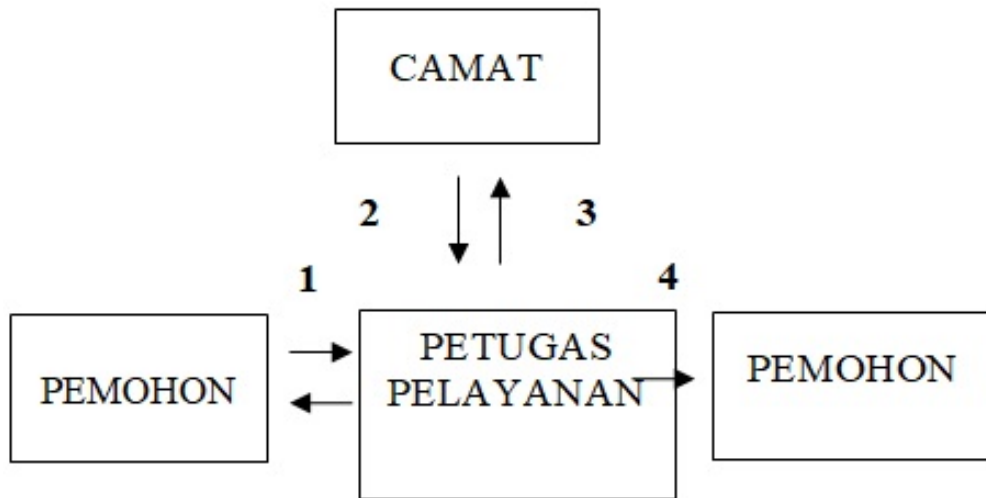 CAMAT
2
3
1
4
PEMOHON
PETUGAS
PELAYANAN
PEMOHON